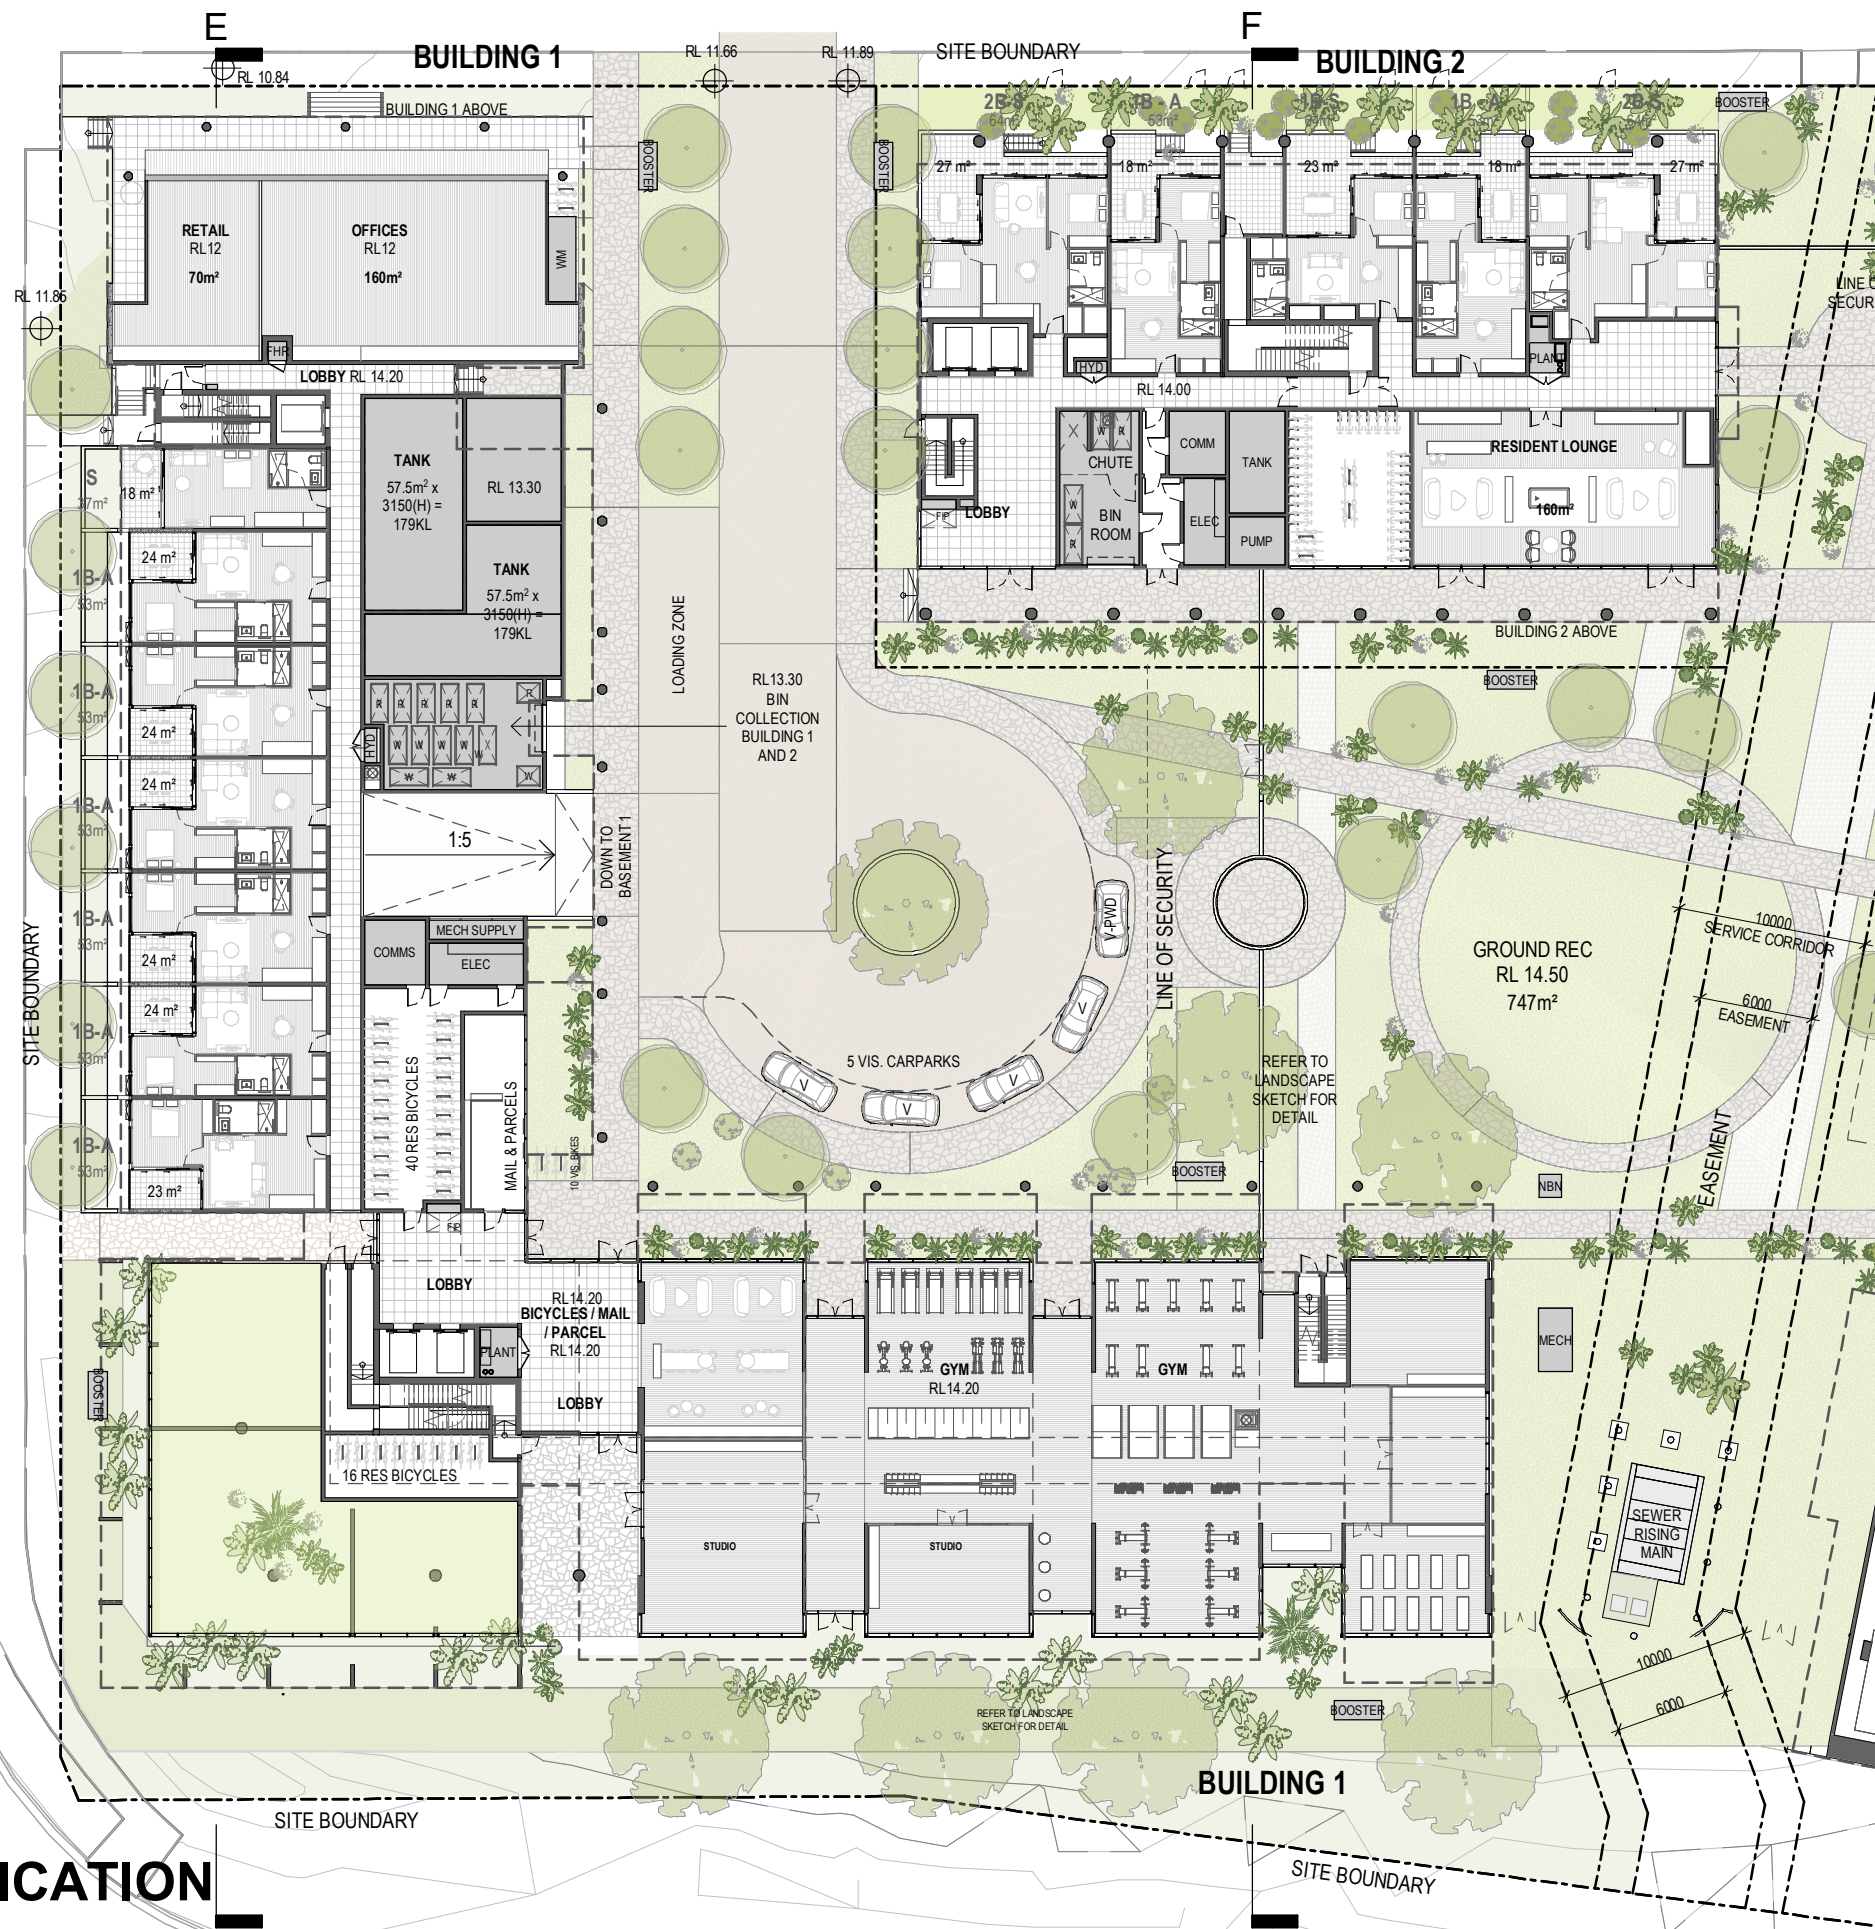 E
F
BUILDING 1
SITE BOUNDARY
BUILDING 2
RL 10.84
RL 11.66
RL 11.89
BUILDING 1 ABOVE
BOOSTER
BOOSTER
BOOSTER
2B-S
64m²
1B - A
53m²
1B-S
1B - A
53m²
2B-S
64m²
27 m²
18 m²
23 m²
18 m²
27 m²
RETAIL
RL12
70m²
OFFICES
RL12
160m²
WM
RL 11.85
FHR
LOBBY RL 14.20
HYD
RL 14.00
PLANT
LINE O
SECUR
TANK
57.5m² x
3150(H) =
179KL
RL 13.30
TANK
57.5m² x
3150(H) =
179KL
W
R
CHUTE
BIN
ROOM
W
R
COMM
ELEC
TANK
PUMP
RESIDENT LOUNGE
160m²
LOBBY
FIP
S
37m²
18 m²
1B-A
53m²
24 m²
1B-A
53m²
24 m²
1B-A
53m²
24 m²
1B-A
53m²
24 m²
1B-A
53m²
24 m²
1B-A
53m²
23 m²
LOADING ZONE
BUILDING 2 ABOVE
BOOSTER
R R R R R R
W W W W W
W W W
HYD
RL13.30
BIN
COLLECTION
BUILDING 1
AND 2
1:5
DOWN TO
BASEMENT 1
SITE BOUNDARY
COMMS
MECH SUPPLY
ELEC
V-PWD
LINE OF SECURITY
GROUND REC
RL 14.50
747m²
10000
SERVICE CORRIDOR
6000
EASEMENT
V
V
V
V
5 VIS. CARPARKS
40 RES BICYCLES
MAIL & PARCELS
10 VIS. BIKES
REFER TO
LANDSCAPE
SKETCH FOR
DETAIL
BOOSTER
NBN
EASEMENT
FIP
LOBBY
RL14.20
BICYCLES / MAIL
/ PARCEL
RL14.20
PLANT
LOBBY
GYM
RL14.20
GYM
MECH
BOOSTER
16 RES BICYCLES
STUDIO
STUDIO
SEWER
RISING
MAIN
10000
6000
REFER TO LANDSCAPE
SKETCH FOR DETAIL
BOOSTER
BUILDING 1
SITE BOUNDARY
SITE BOUNDARY
ICATION